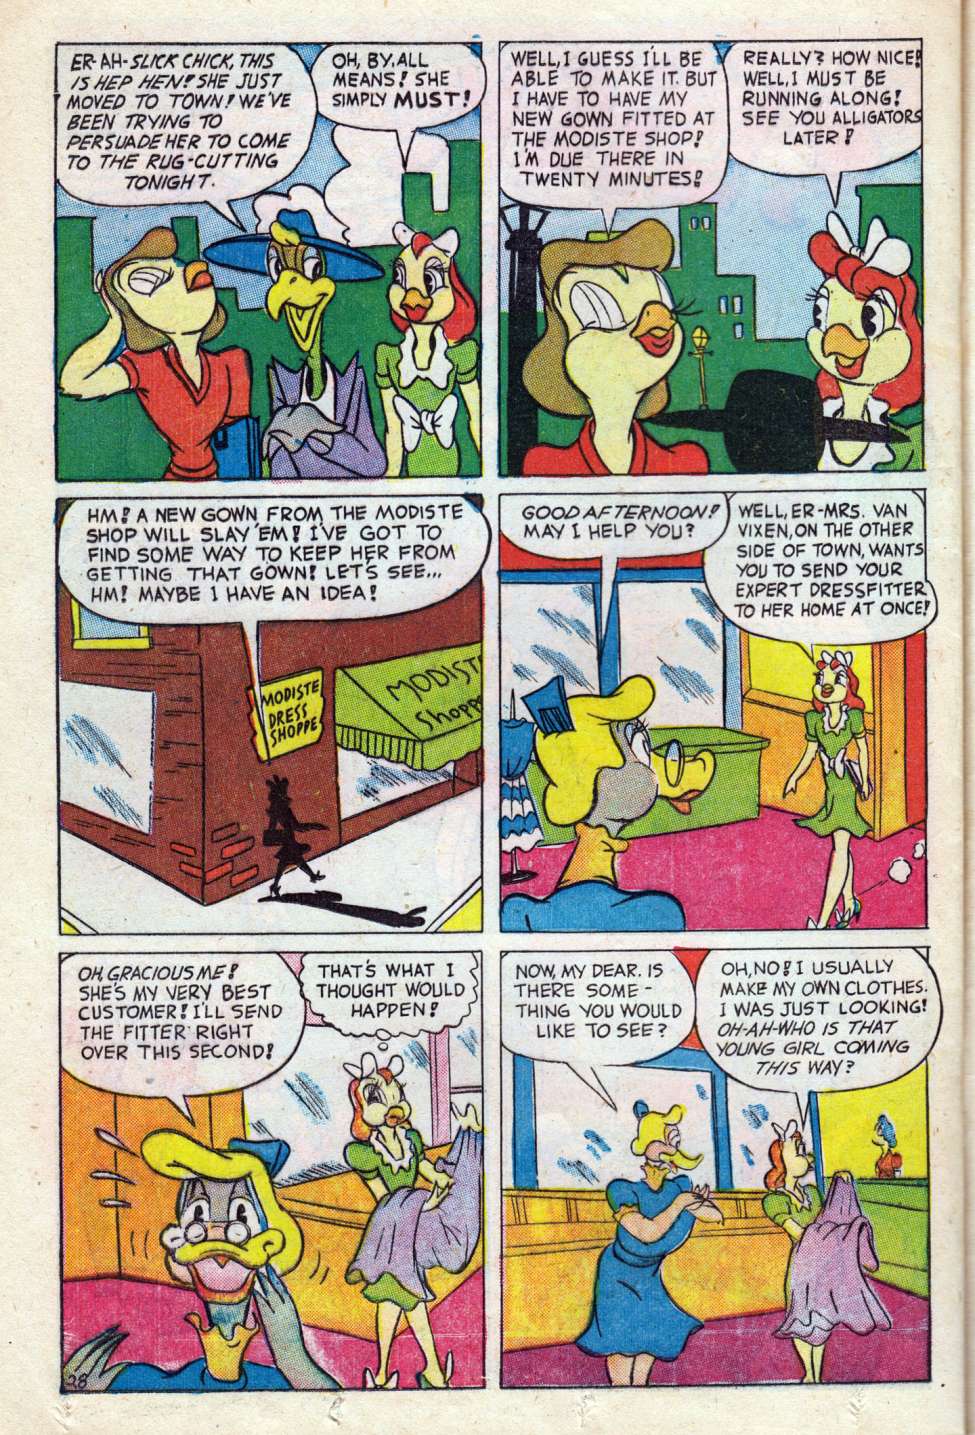 ER-AH-SLICK CHICK, THIS
IS HEP HEN! SHE JUST
MOVED TO TOWN! WE'VE
BEEN TRYING TO
PERSUADE HER TO COME
TO THE RUG-CUTTING
TONIGHT.
OH, BY, ALL
MEANS! SHE
SIMPLY MUST!
WELL, I GUESS I'LL BE
ABLE TO MAKE IT. BUT
I HAVE TO HAVE MY
NEW GOWN FITTED AT
THE MODISTE SHOP!
I'M DUE THERE IN
TWENTY MINUTES!
REALLY? HOW NICE!
WELL, I MUST BE
RUNNING ALONG!
SEE YOU ALLIGATORS
LATER!
HM! A NEW GOWN FROM THE MODISTE
SHOP WILL SLAY 'EM! I'VE GOT TO
FIND SOME WAY TO KEEP HER FROM
GETTING THAT GOWN! LET'S SEE...
HM! MAYBE I HAVE AN IDEA!
MODISTE
DRESS
SHOPPE
MODISTE
Shoppe
GOOD AFTERNOON!
MAY I HELP YOU?
WELL, ER-MRS. VAN
VIXEN, ON THE OTHER
SIDE OF TOWN, WANTS
YOU TO SEND YOUR
EXPERT DRESSFITTER
TO HER HOME AT ONCE!
OH, GRACIOUS ME!
SHE'S MY VERY BEST
CUSTOMER! I'LL SEND
THE FITTER RIGHT
OVER THIS SECOND!
THAT'S WHAT I
THOUGHT WOULD
HAPPEN!
NOW, MY DEAR. IS
THERE SOME-
THING YOU WOULD
LIKE TO SEE?
OH, NO! I USUALLY
MAKE MY OWN CLOTHES.
I WAS JUST LOOKING!
OH-AH-WHO IS THAT
YOUNG GIRL COMING
THIS WAY?
28